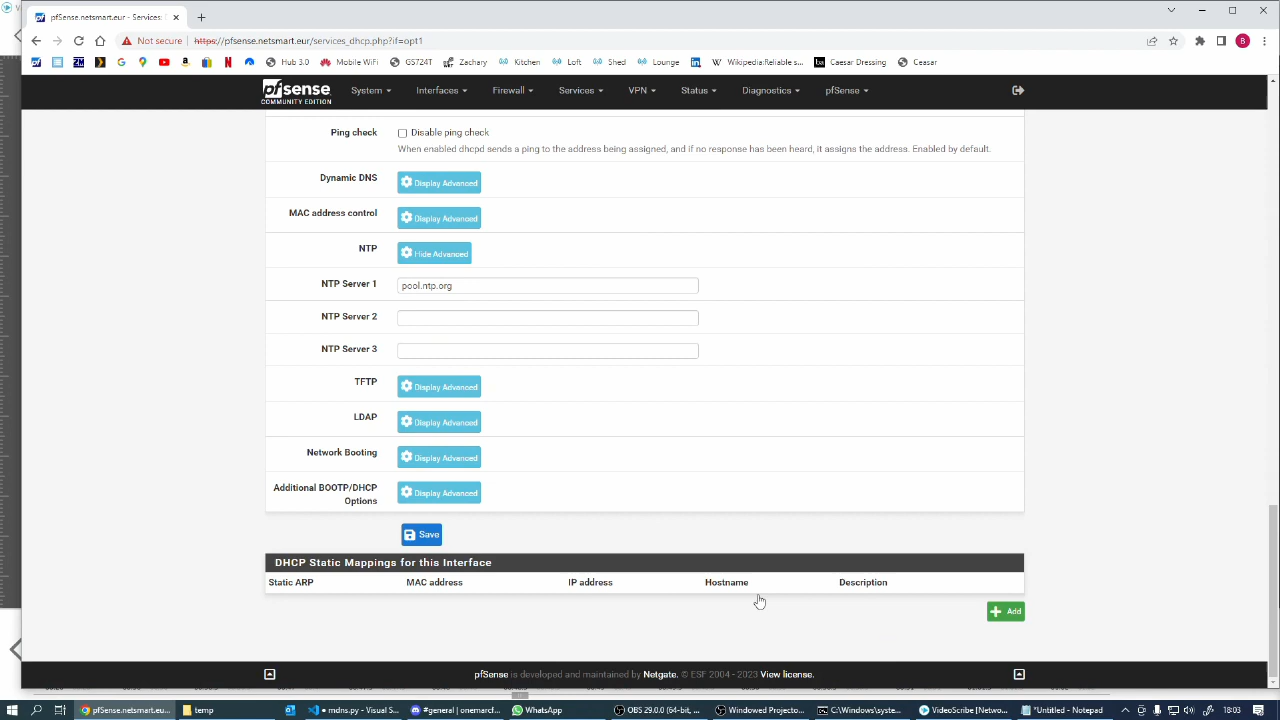 pfSense.netsmart.eur - Services:
Not secure https://pfsense.netsmart.eur/services_dhcp.php?if=opt1
Hub 3.0 Mobile WiFi GS724T Zachary Kitchen Loft Shed Lounge Wikipedia:Reliable s... Caesar Dressing Ceasar
pfsense COMMUNITY EDITION System Interfaces Firewall Services VPN Status Diagnostics pfSense
Ping check Disable ping check
When enabled dhcpd sends a ping to the address being assigned, and if no response has been heard, it assigns the address. Enabled by default.
Dynamic DNS Display Advanced
MAC address control Display Advanced
NTP Hide Advanced
NTP Server 1 pool.ntp.org
NTP Server 2
NTP Server 3
TFTP Display Advanced
LDAP Display Advanced
Network Booting Display Advanced
Additional BOOTP/DHCP Options Display Advanced
Save
DHCP Static Mappings for this Interface
Static ARP MAC address IP address Hostname Description
Add
pfSense is developed and maintained by Netgate. © ESF 2004 - 2023 View license.
pfSense.netsmart.eu... temp mdns.py - Visual S... #general | onemarcf... WhatsApp OBS 29.0.0 (64-bit, ... Windowed Projecto... Command Prompt VideoScribe [Netwo... *Untitled - Notepad 18:03